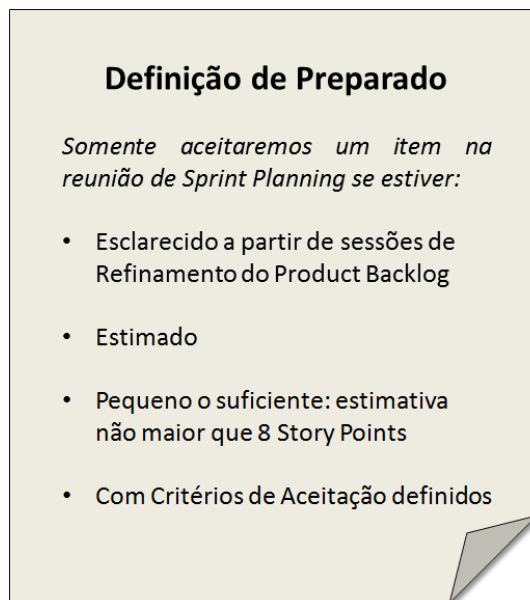 Definição de Preparado
Somente aceitaremos um item na
reunião de Sprint Planning se estiver:
• Esclarecido a partir de sessões de
Refinamento do Product Backlog
• Estimado
• Pequeno o suficiente: estimativa
não maior que 8 Story Points
• Com Critérios de Aceitação definidos